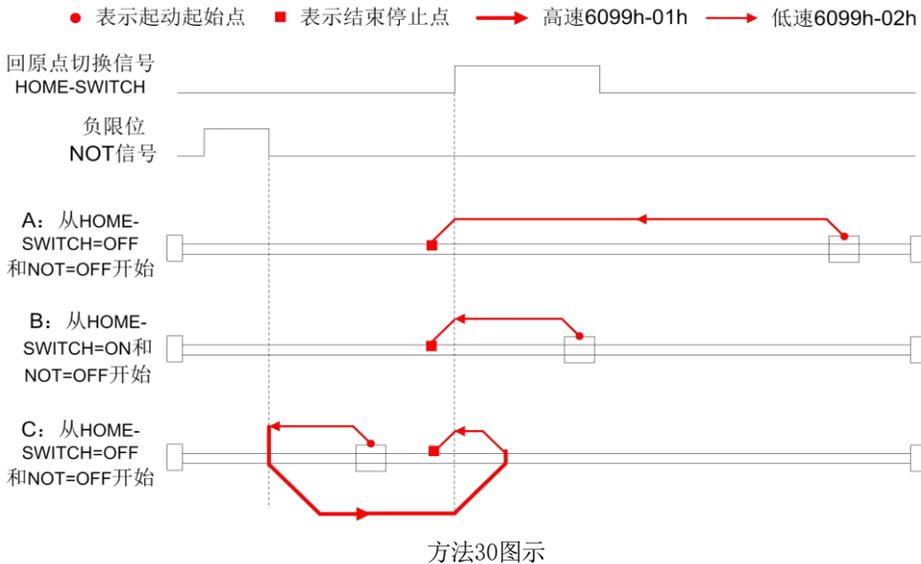 表示起动起始点 表示结束停止点 高速6099h-01h 低速6099h-02h
回原点切换信号
HOME-SWITCH
负限位
NOT信号
A：从HOME-
SWITCH=OFF
和NOT=OFF开始
B：从HOME-
SWITCH=ON和
NOT=OFF开始
C：从HOME-
SWITCH=OFF
和NOT=OFF开始
方法30图示